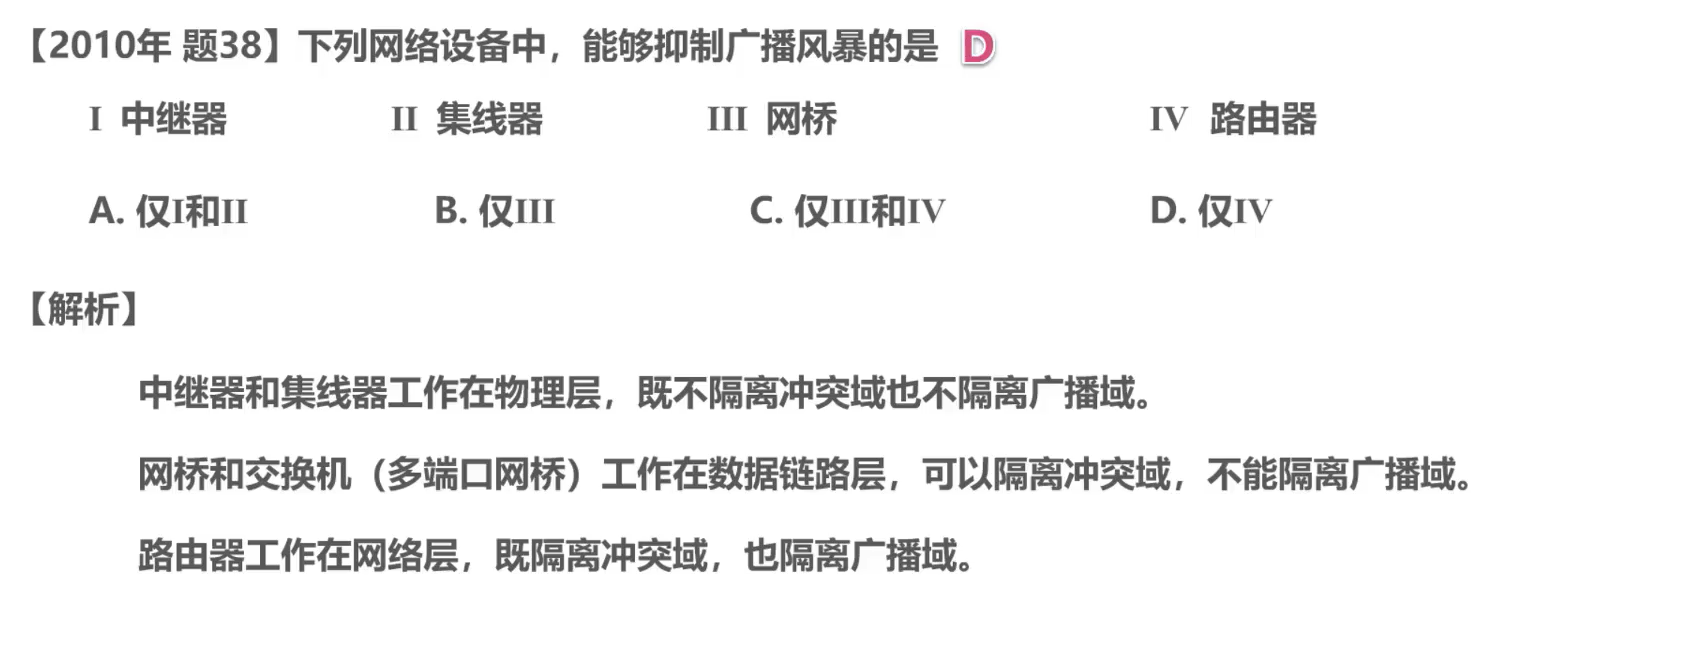 【2010年 题38】下列网络设备中，能够抑制广播风暴的是 D
I 中继器 II 集线器 III 网桥 IV 路由器
A. 仅I和II B. 仅III C. 仅III和IV D. 仅IV
【解析】
中继器和集线器工作在物理层，既不隔离冲突域也不隔离广播域。
网桥和交换机（多端口网桥）工作在数据链路层，可以隔离冲突域，不能隔离广播域。
路由器工作在网络层，既隔离冲突域，也隔离广播域。